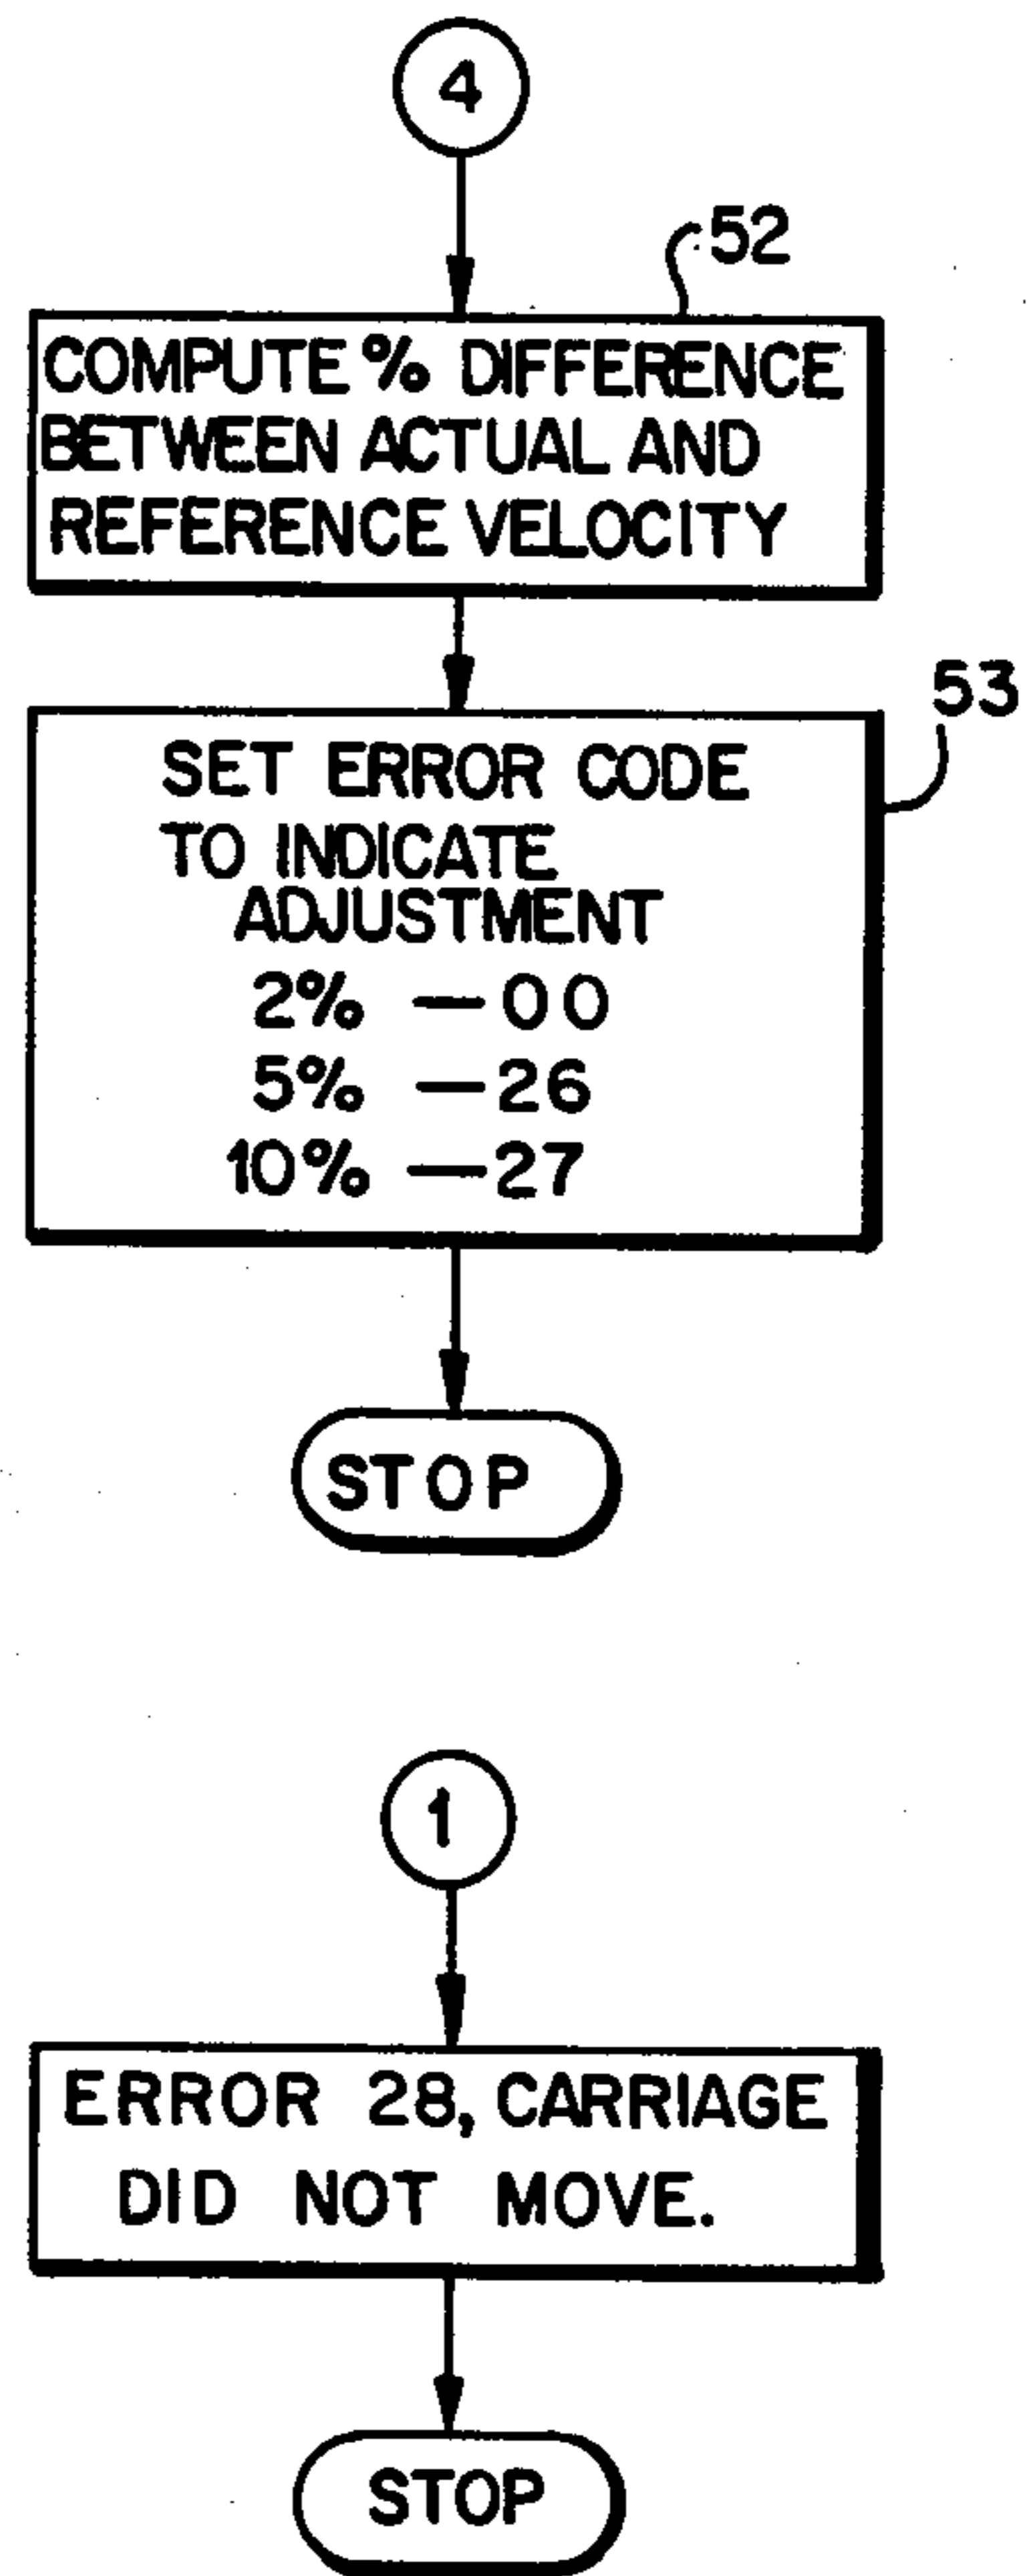 4
52
COMPUTE % DIFFERENCE
BETWEEN ACTUAL AND
REFERENCE VELOCITY
53
SET ERROR CODE
TO INDICATE
ADJUSTMENT
2% — 00
5% — 26
10% — 27
STOP
1
ERROR 28, CARRIAGE
DID NOT MOVE.
STOP